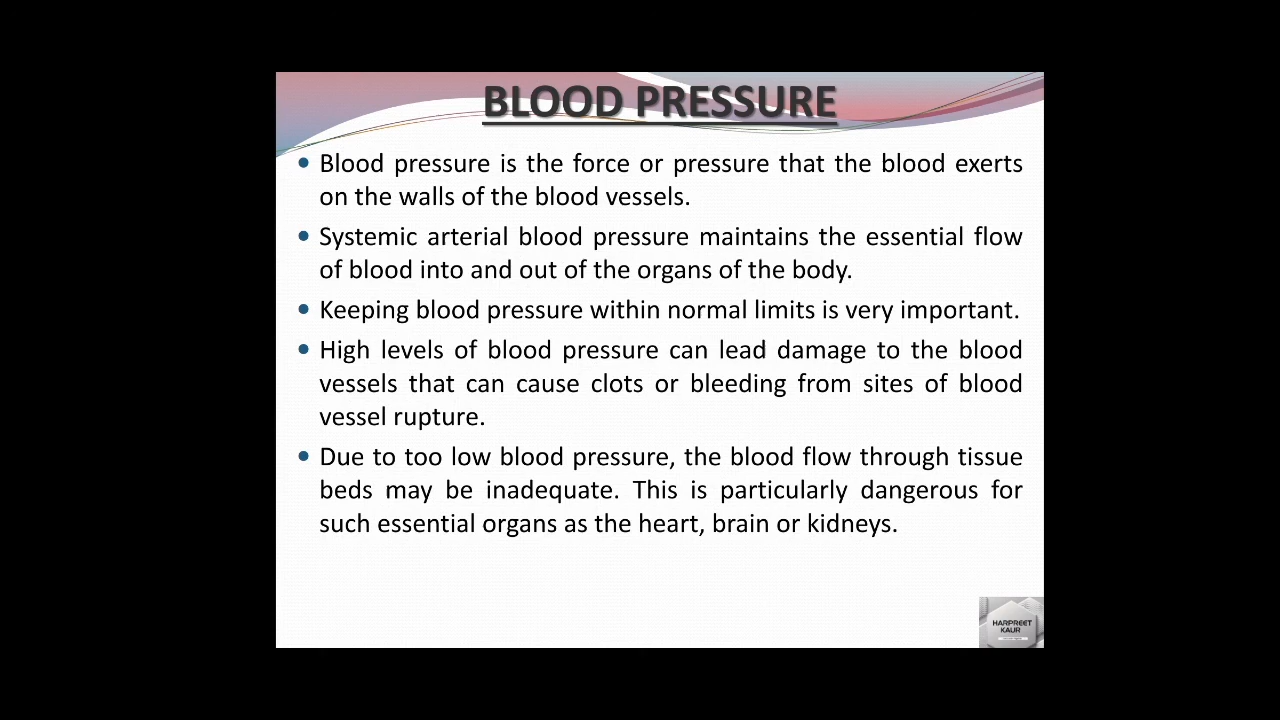 BLOOD PRESSURE
• Blood pressure is the force or pressure that the blood exerts
on the walls of the blood vessels.
• Systemic arterial blood pressure maintains the essential flow
of blood into and out of the organs of the body.
• Keeping blood pressure within normal limits is very important.
• High levels of blood pressure can lead damage to the blood
vessels that can cause clots or bleeding from sites of blood
vessel rupture.
• Due to too low blood pressure, the blood flow through tissue
beds may be inadequate. This is particularly dangerous for
such essential organs as the heart, brain or kidneys.
HARPREET
KAUR